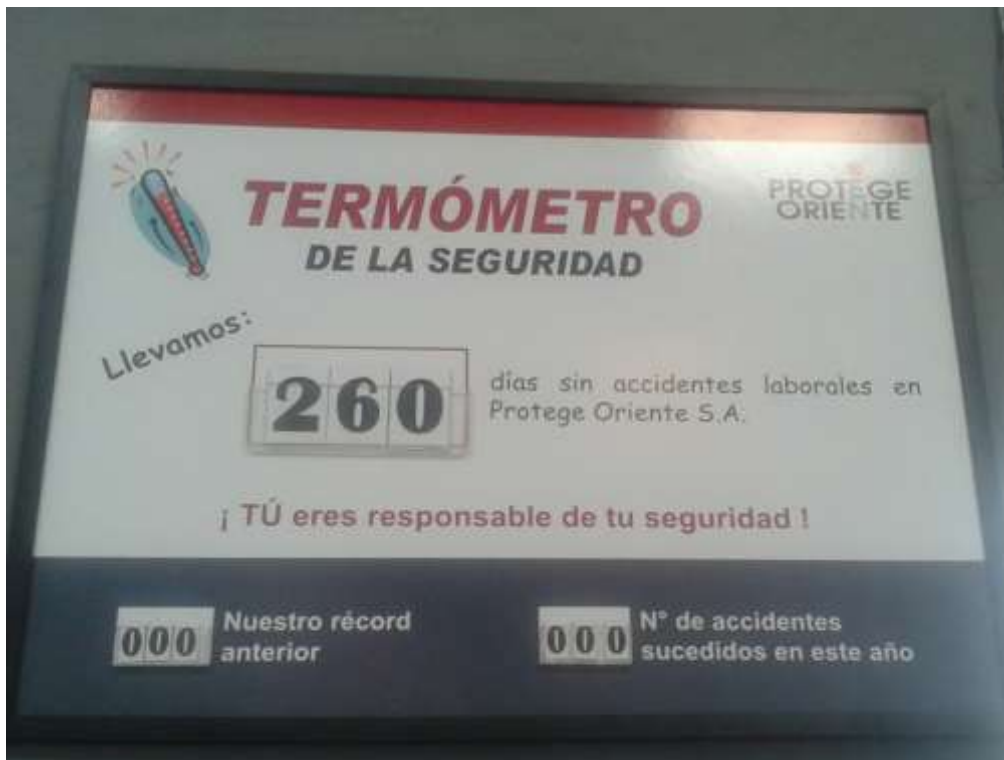 TERMÓMETRO
DE LA SEGURIDAD
PROTEGE
ORIENTE
Llevamos:
260
días sin accidentes laborales en
Protege Oriente S.A.
¡ TÚ eres responsable de tu seguridad !
000
Nuestro récord
anterior
000
N° de accidentes
sucedidos en este año